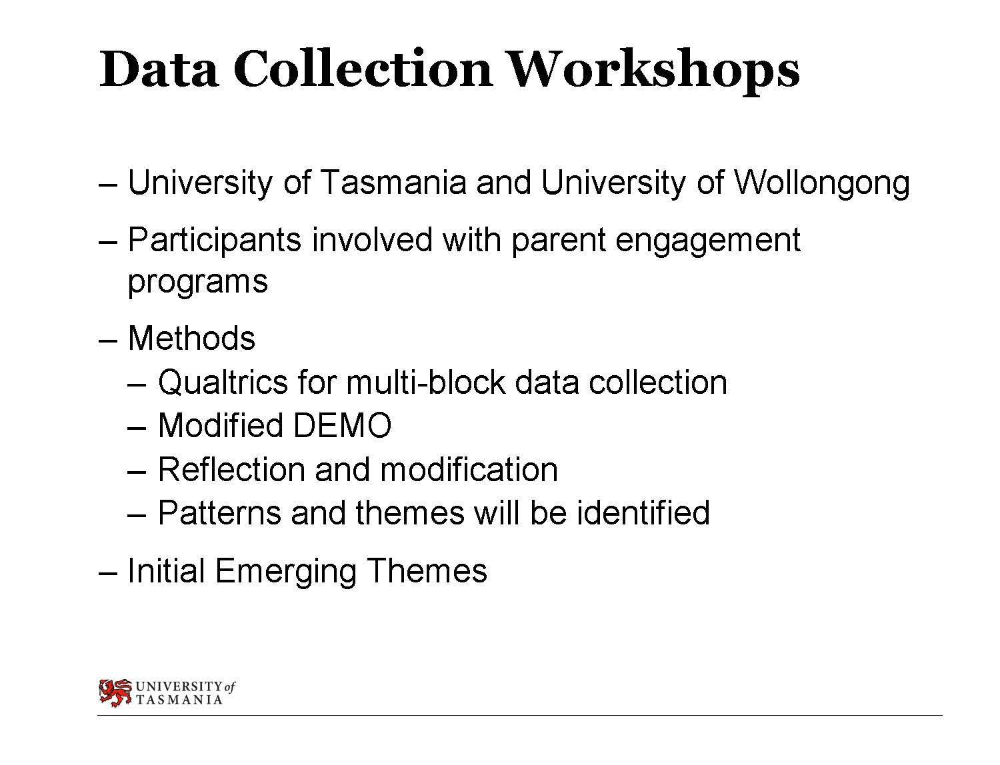 Data Collection Workshops
– University of Tasmania and University of Wollongong
– Participants involved with parent engagement
programs
– Methods
– Qualtrics for multi-block data collection
– Modified DEMO
– Reflection and modification
– Patterns and themes will be identified
– Initial Emerging Themes
UNIVERSITY of
TASMANIA